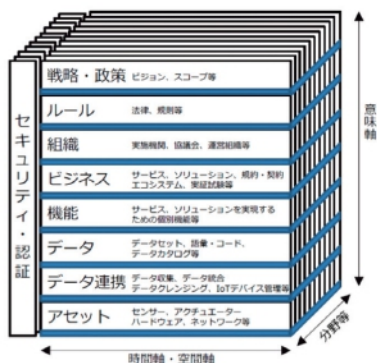 セキュリティ・認証
戦略・政策
ビジョン、スコープ等
ルール
法律、規則等
組織
実施機関、協議会、運営組織等
ビジネス
サービス、ソリューション、規約・契約
エコシステム、実証試験等
機能
サービス、ソリューションを実現する
ための個別機能等
データ
データセット、語彙・コード、
データカタログ等
データ連携
データ収集、データ統合
データクレンジング、IoTデバイス管理等
アセット
センサー、アクチュエーター
ハードウェア、ネットワーク等
意味軸
分野等
時間軸・空間軸